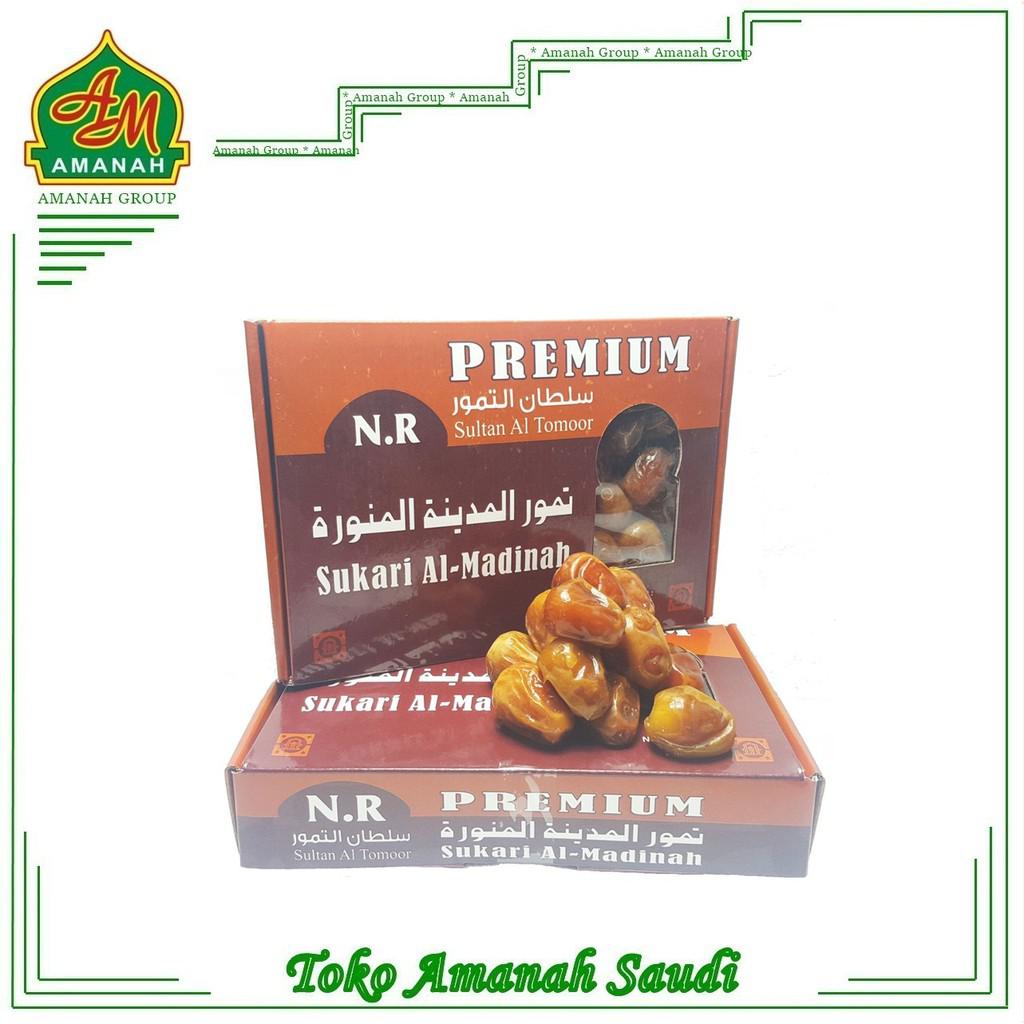 AM
AMANAH
AMANAH GROUP
Amanah Group * Amanah
Group
* Amanah Group * Amanah
Group
* Amanah Group * Amanah Group
PREMIUM
سلطان التمور
Sultan Al Tomoor
N.R
تمور المدينة المنورة
Sukari Al-Madinah
المدينة المنورة
Sukari Al-Ma
N.R
سلطان التمور
Sultan Al Tomoor
PREMIUM
تمور المدينة المنورة
Sukari Al-Madinah
Toko Amanah Saudi